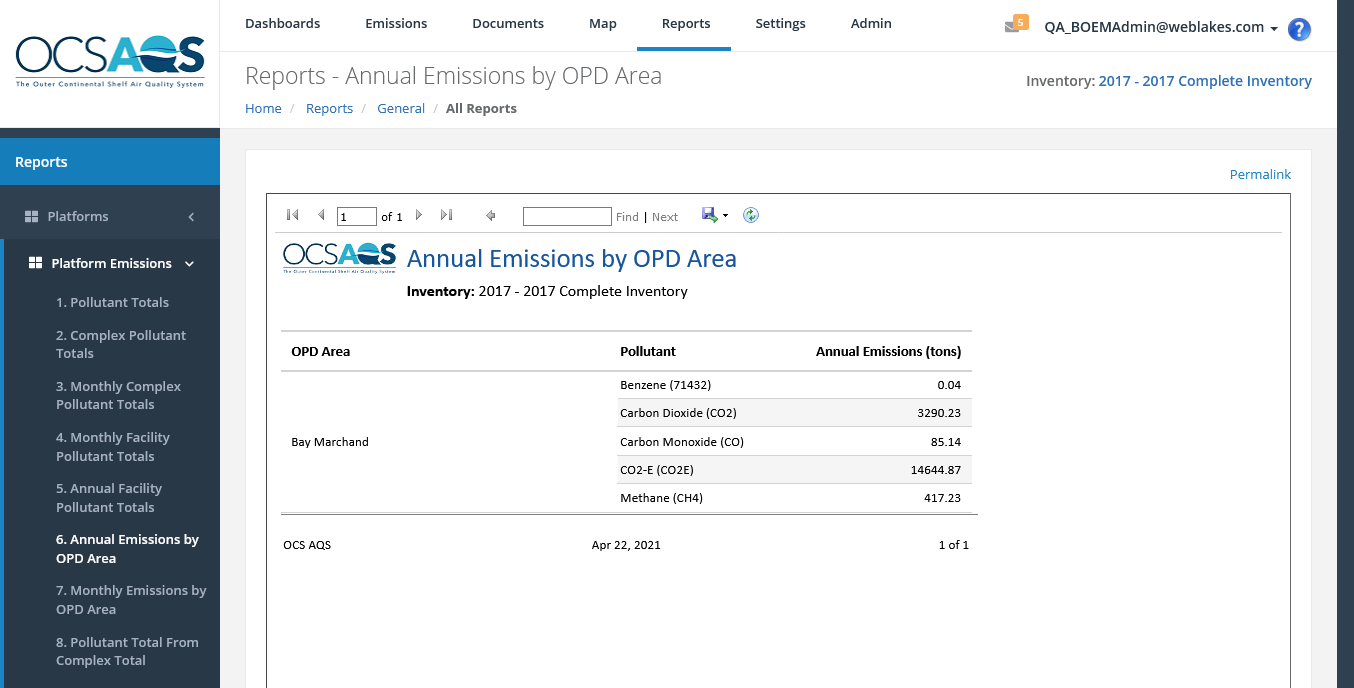 OCSAQS
The Outer Continental Shelf Air Quality System
Dashboards Emissions Documents Map Reports Settings Admin
5
QA_BOEMAdmin@weblakes.com
?
Reports - Annual Emissions by OPD Area
Inventory: 2017 - 2017 Complete Inventory
Home / Reports / General / All Reports
Reports
Platforms
Platform Emissions
1. Pollutant Totals
2. Complex Pollutant
Totals
3. Monthly Complex
Pollutant Totals
4. Monthly Facility
Pollutant Totals
5. Annual Facility
Pollutant Totals
6. Annual Emissions by
OPD Area
7. Monthly Emissions by
OPD Area
8. Pollutant Total From
Complex Total
Permalink
1 of 1 Find | Next
OCSAQS
The Outer Continental Shelf Air Quality System
Annual Emissions by OPD Area
Inventory: 2017 - 2017 Complete Inventory
OPD Area Pollutant Annual Emissions (tons)
Benzene (71432) 0.04
Carbon Dioxide (CO2) 3290.23
Bay Marchand Carbon Monoxide (CO) 85.14
CO2-E (CO2E) 14644.87
Methane (CH4) 417.23
OCS AQS Apr 22, 2021 1 of 1